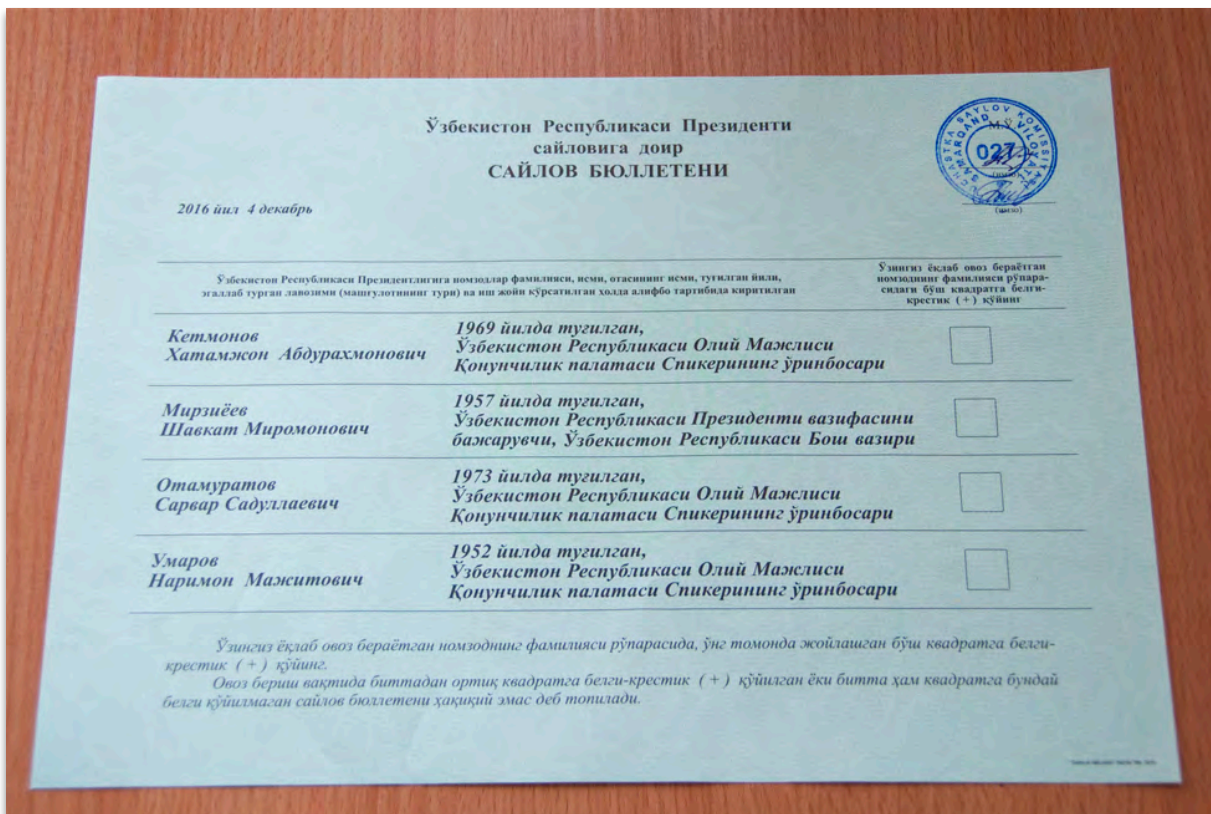 Ўзбекистон Республикаси Президенти
сайловига доир
САЙЛОВ БЮЛЛЕТЕНИ
UCHASTKA SAYLOV KOMISSIYASI
SAMARQAND VILOYATI
M.Ў.
027
(имзо)
(имзо)
2016 йил 4 декабрь
Ўзбекистон Республикаси Президентлигига номзодлар фамилияси, исми, отасининг исми, туғилган йили,
эгаллаб турган лавозими (машғулотининг тури) ва иш жойи кўрсатилган ҳолда алифбо тартибида киритилган
Ўзингиз ёқлаб овоз бераётган
номзоднинг фамилияси рўпара-
сидаги бўш квадратга белги-
крестик (+) қўйинг
Кетмонов
Хатамжон Абдурахмонович
1969 йилда туғилган,
Ўзбекистон Республикаси Олий Мажлиси
Қонунчилик палатаси Спикерининг ўринбосари
Мирзиёев
Шавкат Миромонович
1957 йилда туғилган,
Ўзбекистон Республикаси Президенти вазифасини
бажарувчи, Ўзбекистон Республикаси Бош вазири
Отамуратов
Сарвар Садуллаевич
1973 йилда туғилган,
Ўзбекистон Республикаси Олий Мажлиси
Қонунчилик палатаси Спикерининг ўринбосари
Умаров
Наримон Мажитович
1952 йилда туғилган,
Ўзбекистон Республикаси Олий Мажлиси
Қонунчилик палатаси Спикерининг ўринбосари
Ўзингиз ёқлаб овоз бераётган номзоднинг фамилияси рўпарасида, ўнг томонда жойлашган бўш квадратга белги-
крестик (+) қўйинг.
Овоз бериш вақтида биттадан ортиқ квадратга белги-крестик (+) қўйилган ёки битта ҳам квадратга бундай
белги қўйилмаган сайлов бюллетени ҳақиқий эмас деб топилади.